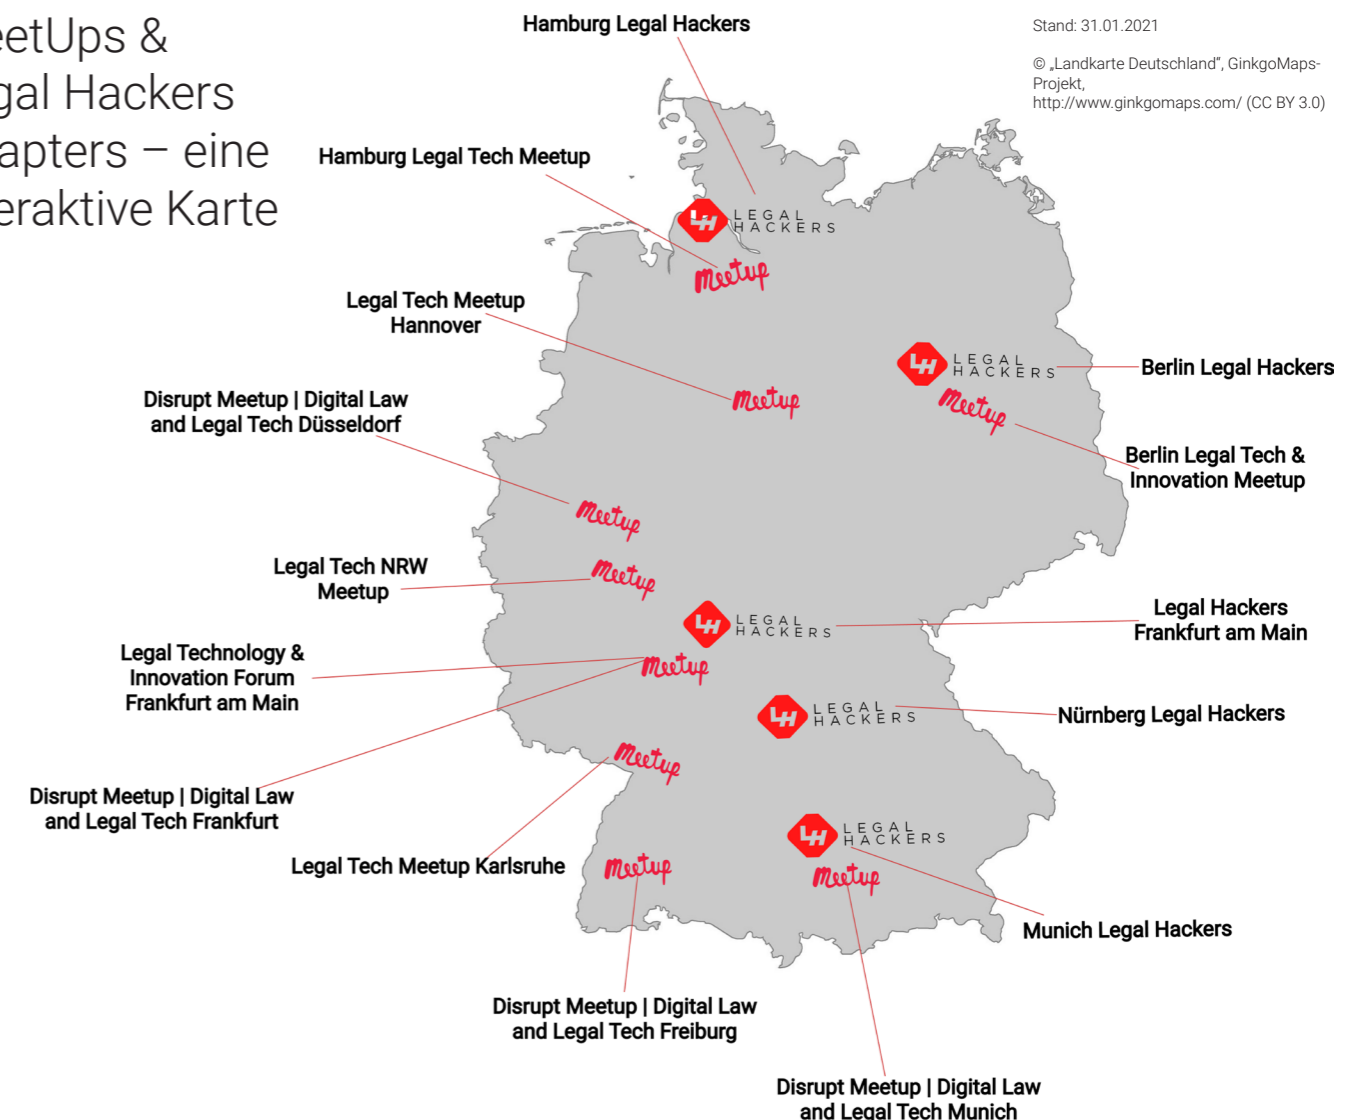 eetUps &
gal Hackers
apters – eine
eraktive Karte
Hamburg Legal Hackers
Stand: 31.01.2021
© „Landkarte Deutschland", GinkgoMaps-
Projekt,
http://www.ginkgomaps.com/ (CC BY 3.0)
Hamburg Legal Tech Meetup
LH LEGAL
HACKERS
Meetup
Legal Tech Meetup
Hannover
Meetup
LH LEGAL
HACKERS
Berlin Legal Hackers
Meetup
Berlin Legal Tech &
Innovation Meetup
Disrupt Meetup | Digital Law
and Legal Tech Düsseldorf
Meetup
Legal Tech NRW
Meetup
Meetup
LH LEGAL
HACKERS
Legal Hackers
Frankfurt am Main
Legal Technology &
Innovation Forum
Frankfurt am Main
Meetup
LH LEGAL
HACKERS
Nürnberg Legal Hackers
Disrupt Meetup | Digital Law
and Legal Tech Frankfurt
Meetup
Legal Tech Meetup Karlsruhe
LH LEGAL
HACKERS
Meetup
Meetup
Munich Legal Hackers
Disrupt Meetup | Digital Law
and Legal Tech Freiburg
Disrupt Meetup | Digital Law
and Legal Tech Munich